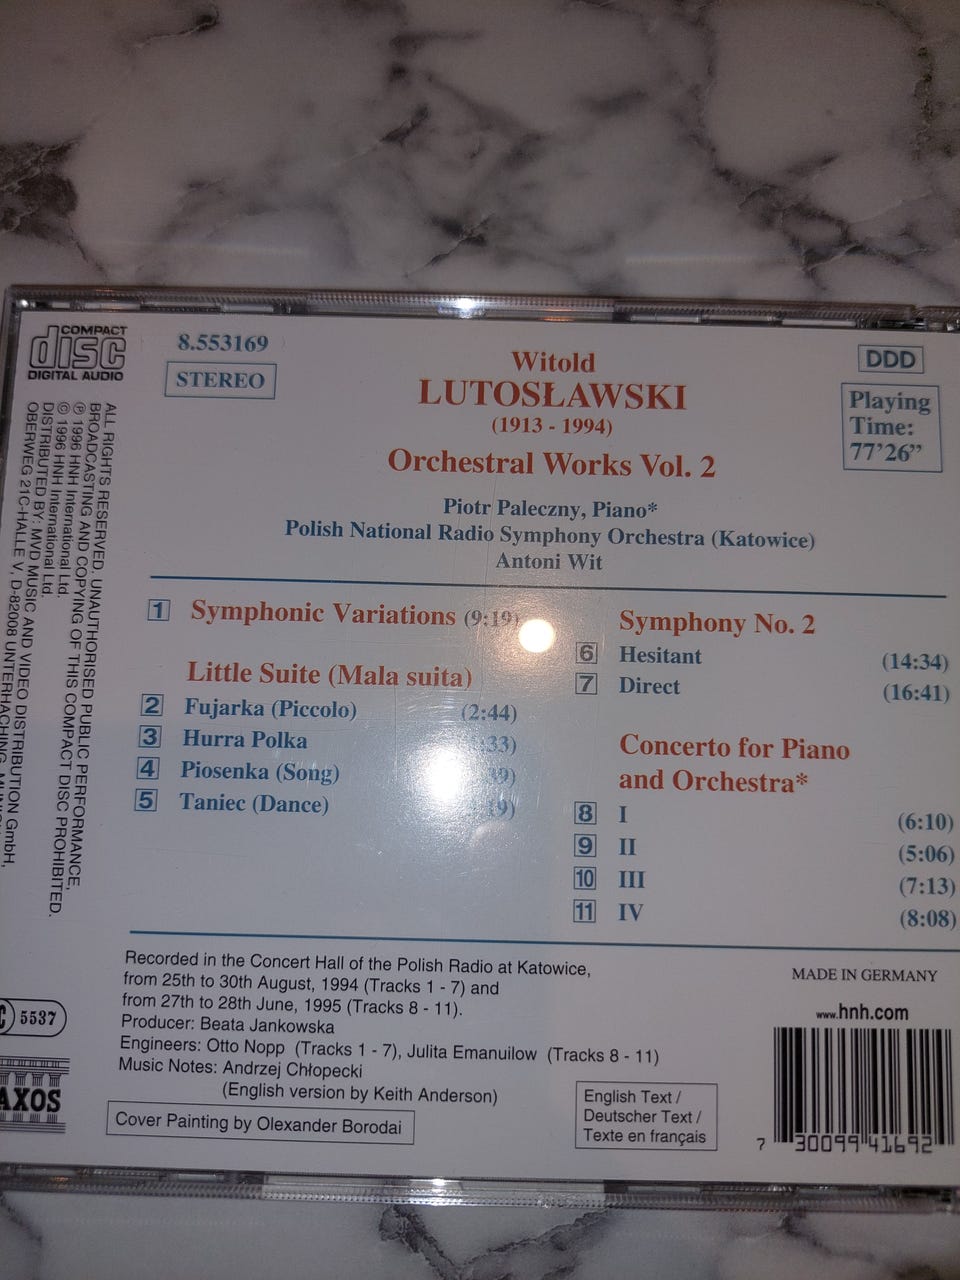 COMPACT
disc
DIGITAL AUDIO
8.553169
STEREO
Witold
LUTOSŁAWSKI
(1913 - 1994)
Orchestral Works Vol. 2
DDD
Playing
Time:
77'26"
Piotr Paleczny, Piano*
Polish National Radio Symphony Orchestra (Katowice)
Antoni Wit
1 Symphonic Variations (9:19)
Little Suite (Mala suita)
2 Fujarka (Piccolo) (2:44)
3 Hurra Polka :33)
4 Piosenka (Song)
5 Taniec (Dance)
Symphony No. 2
6 Hesitant (14:34)
7 Direct (16:41)
Concerto for Piano
and Orchestra*
8 I (6:10)
9 II (5:06)
10 III (7:13)
11 IV (8:08)
Recorded in the Concert Hall of the Polish Radio at Katowice,
from 25th to 30th August, 1994 (Tracks 1 - 7) and
from 27th to 28th June, 1995 (Tracks 8 - 11).
Producer: Beata Jankowska
Engineers: Otto Nopp (Tracks 1 - 7), Julita Emanuilow (Tracks 8 - 11)
Music Notes: Andrzej Chłopecki
(English version by Keith Anderson)
Cover Painting by Olexander Borodai
English Text /
Deutscher Text /
Texte en français
MADE IN GERMANY
www.hnh.com
7 30099 41692
ALL RIGHTS RESERVED. UNAUTHORISED PUBLIC PERFORMANCE,
BROADCASTING AND COPYING OF THIS COMPACT DISC PROHIBITED.
℗ 1996 HNH International Ltd.
© 1996 HNH International Ltd.
DISTRIBUTED BY: MVD MUSIC AND VIDEO DISTRIBUTION GmbH,
OBERWEG 21C-HALLE V, D-82008 UNTERHACHING,
C 5537
AXOS